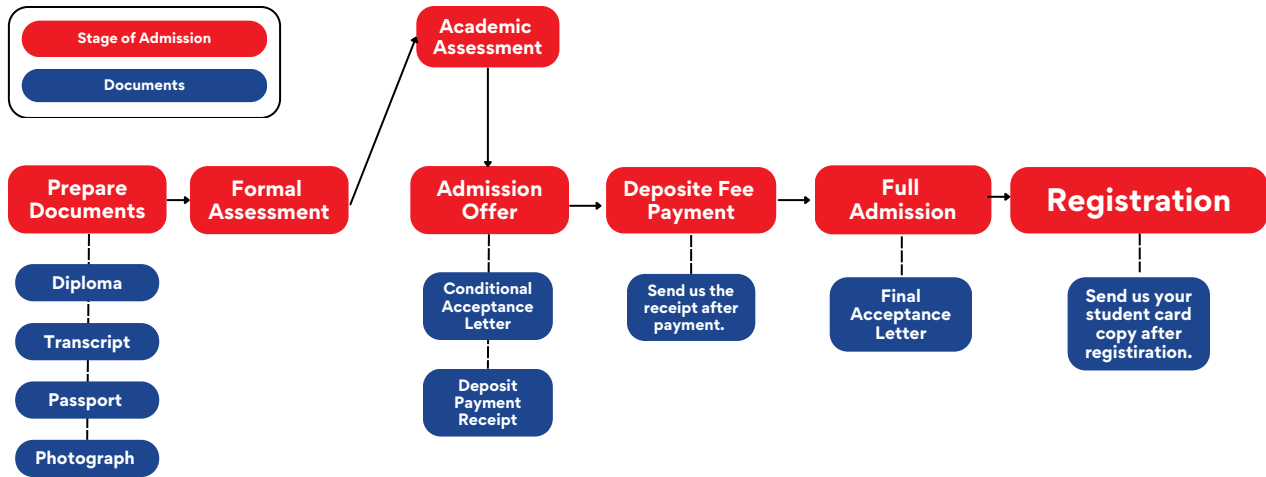 Stage of Admission
Documents
Academic
Assessment
Prepare
Documents
Formal
Assessment
Admission
Offer
Deposite Fee
Payment
Full
Admission
Registration
Diploma
Transcript
Passport
Photograph
Conditional
Acceptance
Letter
Deposit
Payment
Receipt
Send us the
receipt after
payment.
Final
Acceptance
Letter
Send us your
student card
copy after
registiration.